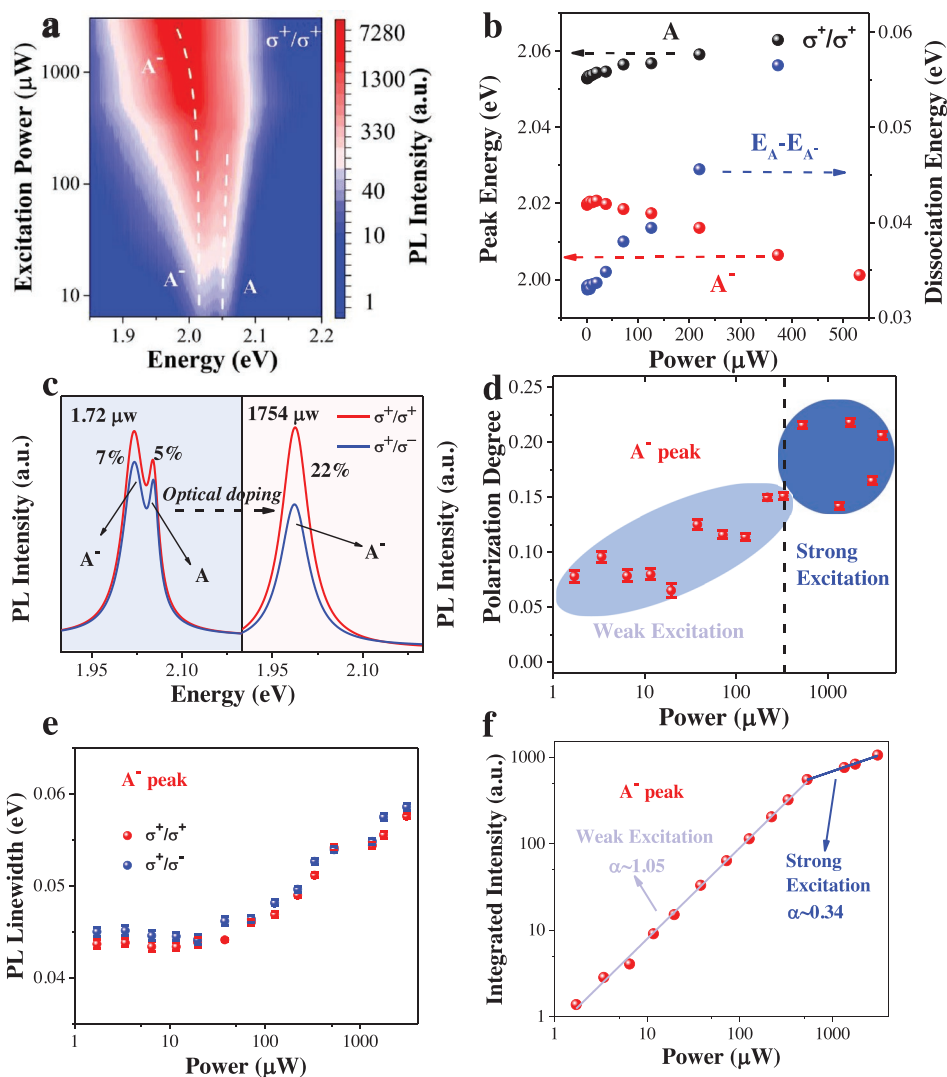 a
σ⁺/σ⁺
A⁻
A⁻
A
1000
100
10
Excitation Power (μW)
1.9
2.0
2.1
2.2
Energy (eV)
7280
1300
330
40
10
1
PL Intensity (a.u.)
b
A
σ⁺/σ⁺
E_A-E_A⁻
A⁻
2.06
2.04
2.02
2.00
Peak Energy (eV)
0.06
0.05
0.04
0.03
Dissociation Energy (eV)
0
100
200
300
400
500
Power (μW)
c
1.72 μw
1754 μw
σ⁺/σ⁺
σ⁺/σ⁻
7%
5%
22%
Optical doping
A⁻
A
A⁻
PL Intensity (a.u.)
PL Intensity (a.u.)
1.95
2.10
1.95
2.10
Energy (eV)
d
A⁻ peak
Strong
Excitation
Weak Excitation
0.25
0.20
0.15
0.10
0.05
0.00
Polarization Degree
1
10
100
1000
Power (μW)
e
A⁻ peak
σ⁺/σ⁺
σ⁺/σ⁻
0.06
0.05
0.04
PL Linewidth (eV)
1
10
100
1000
Power (μW)
f
A⁻ peak
Weak Excitation
α~1.05
Strong
Excitation
α~0.34
1000
100
10
1
Integrated Intensity (a.u.)
1
10
100
1000
Power (μW)